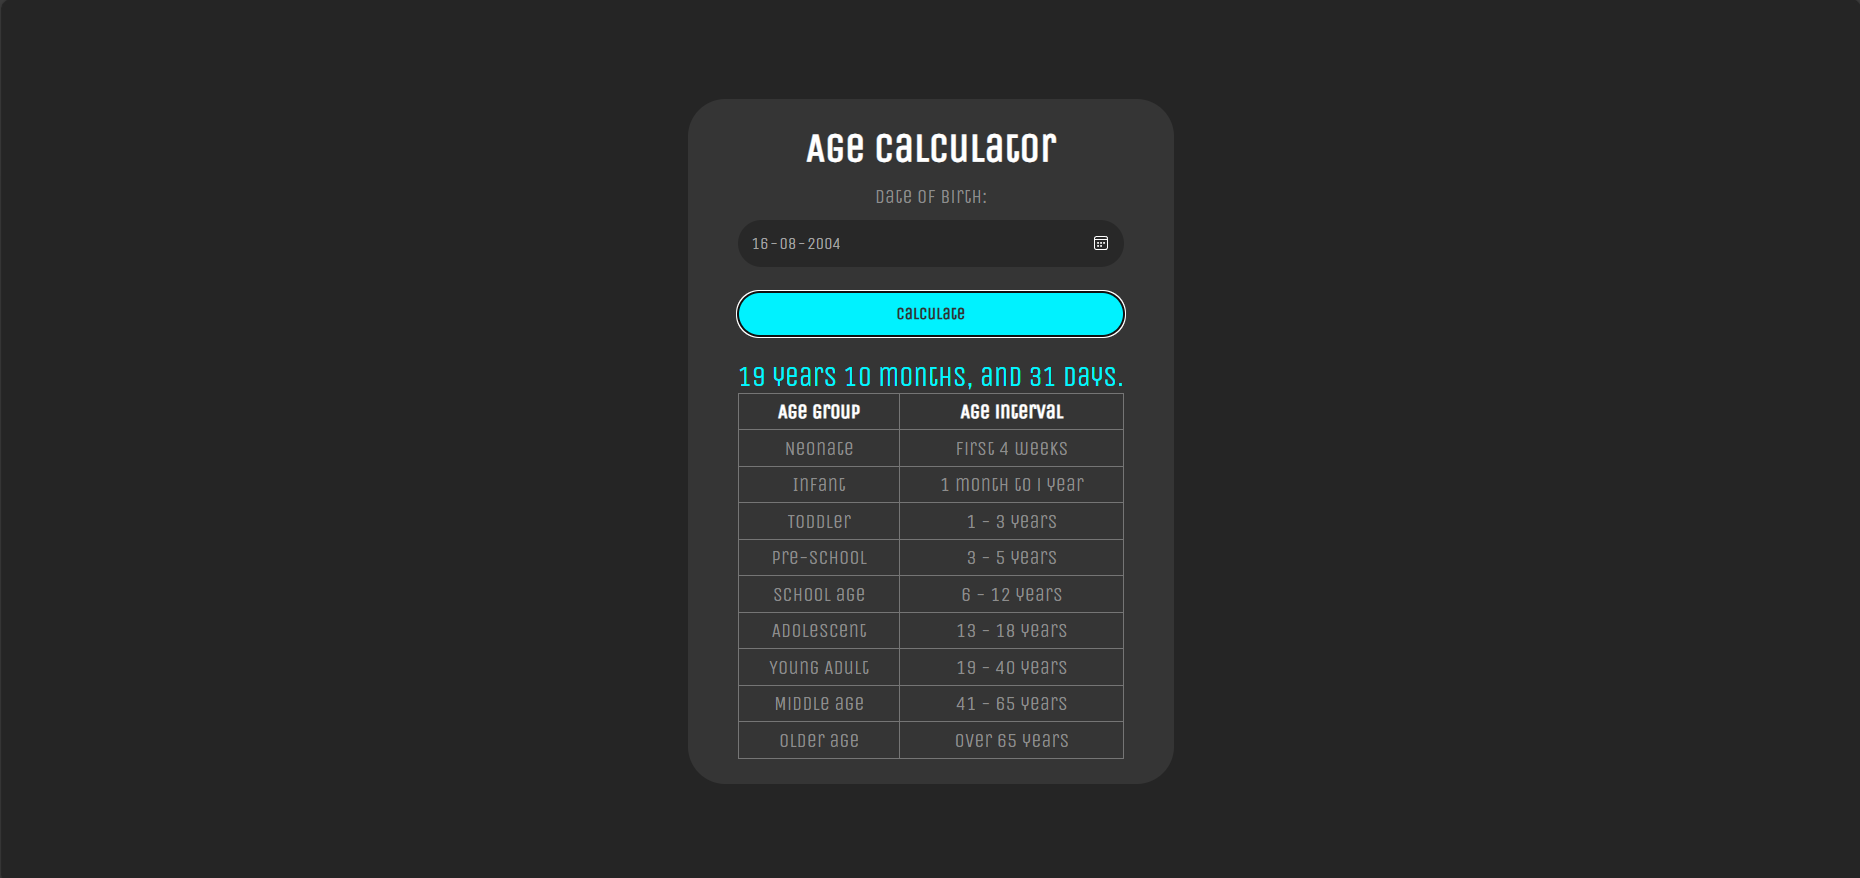 Age Calculator
Date of Birth:
16-08-2004
Calculate
19 years 10 months, and 31 days.
Age Group Age Interval
Neonate First 4 weeks
Infant 1 month to 1 year
Toddler 1 - 3 years
Pre-school 3 - 5 years
School age 6 - 12 years
Adolescent 13 - 18 years
Young Adult 19 - 40 years
Middle age 41 - 65 years
Older age Over 65 years